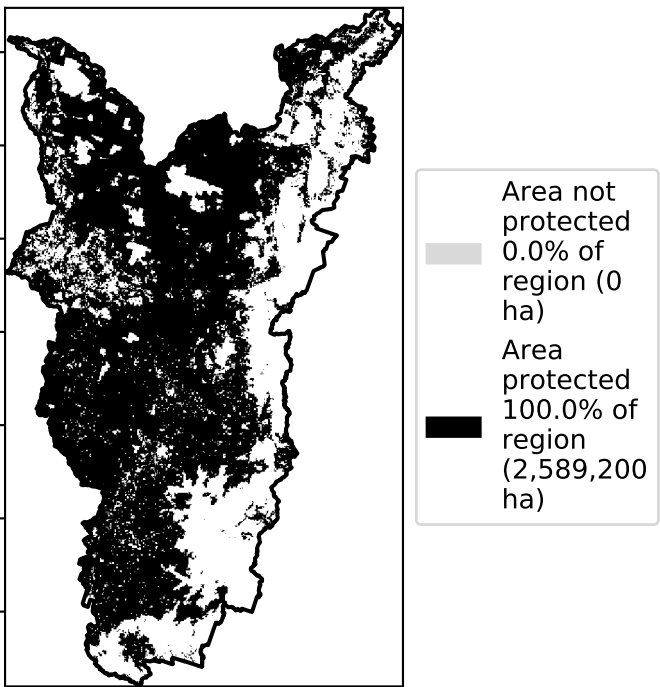 Area not
protected
0.0% of
region (0
ha)
Area
protected
100.0% of
region
(2,589,200
ha)